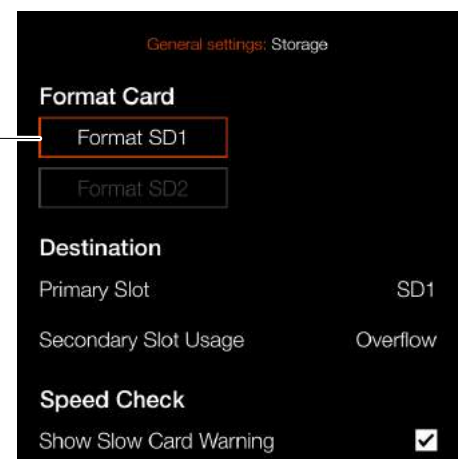 General settings: Storage
Format Card
Format SD1
Format SD2
Destination
Primary Slot SD1
Secondary Slot Usage Overflow
Speed Check
Show Slow Card Warning